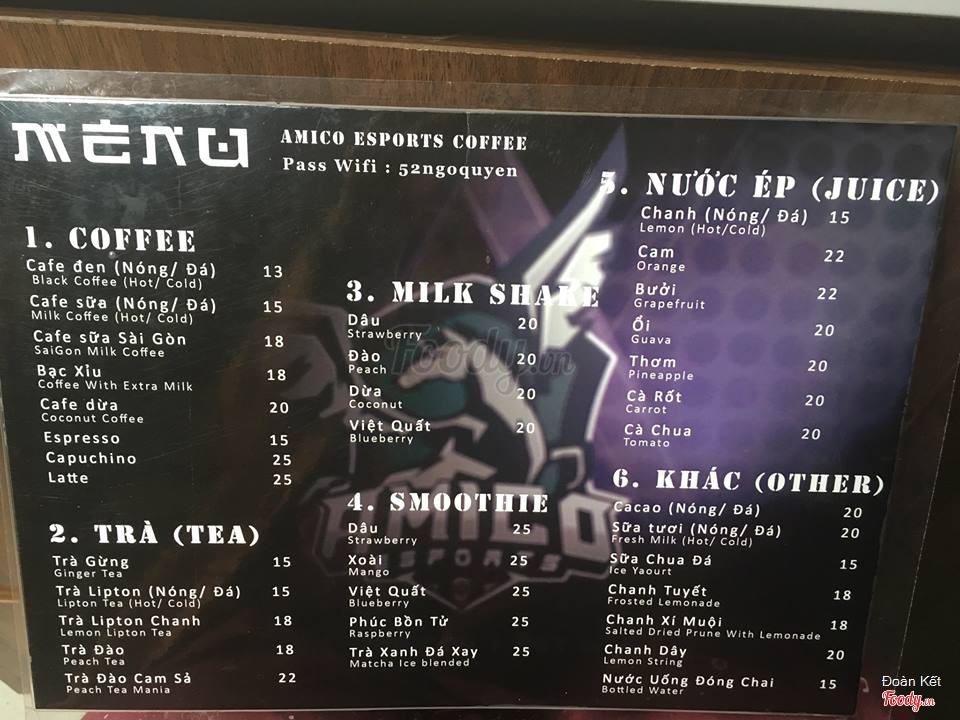 MENU
AMICO ESPORTS COFFEE
Pass Wifi : 52ngoquyen
1. COFFEE
Cafe đen (Nóng/ Đá) 13
Black Coffee (Hot/ Cold)
Cafe sữa (Nóng/ Đá) 15
Milk Coffee (Hot/ Cold)
Cafe sữa Sài Gòn 18
SaiGon Milk Coffee
Bạc Xỉu 18
Coffee With Extra Milk
Cafe dừa 20
Coconut Coffee
Espresso 15
Capuchino 25
Latte 25
2. TRÀ (TEA)
Trà Gừng 15
Ginger Tea
Trà Lipton (Nóng/ Đá) 15
Lipton Tea (Hot/ Cold)
Trà Lipton Chanh 18
Lemon Lipton Tea
Trà Đào 18
Peach Tea
Trà Đào Cam Sả 22
Peach Tea Mania
3. MILK SHAKE
Dâu 20
Strawberry
Đào 20
Peach
Dừa 20
Coconut
Việt Quất 20
Blueberry
4. SMOOTHIE
Dâu 25
Strawberry
Xoài 25
Mango
Việt Quất 25
Blueberry
Phúc Bồn Tử 25
Raspberry
Trà Xanh Đá Xay 25
Matcha Ice blended
5. NƯỚC ÉP (JUICE)
Chanh (Nóng/ Đá) 15
Lemon (Hot/Cold)
Cam 22
Orange
Bưởi 22
Grapefruit
Ổi 20
Guava
Thơm 20
Pineapple
Cà Rốt 20
Carrot
Cà Chua 20
Tomato
6. KHÁC (OTHER)
Cacao (Nóng/ Đá) 20
Sữa tươi (Nóng/ Đá) 20
Fresh Milk (Hot/ Cold)
Sữa Chua Đá 15
Ice Yaourt
Chanh Tuyết 18
Frosted Lemonade
Chanh Xí Muội 18
Salted Dried Prune With Lemonade
Chanh Dây 20
Lemon String
Nước Uống Đóng Chai 15
Bottled Water
AMICO
ESPORTS
Foody.vn
Đoàn Kết
Foody.vn